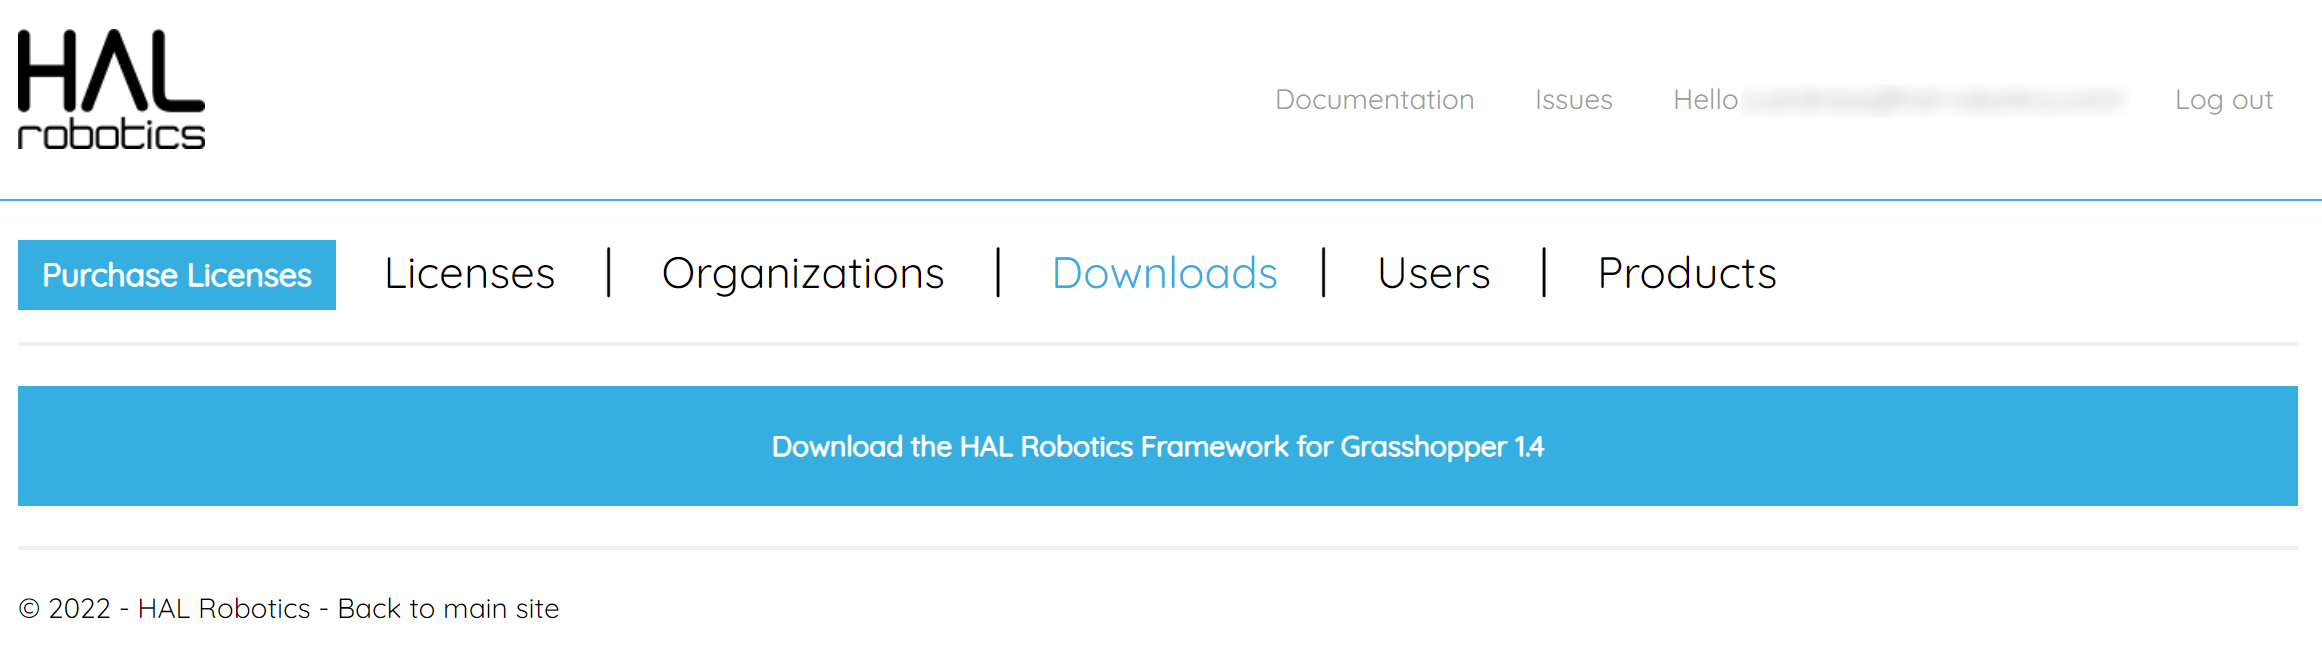 HAL
robotics
Documentation Issues Hello Log out
Purchase Licenses Licenses | Organizations | Downloads | Users | Products
Download the HAL Robotics Framework for Grasshopper 1.4
© 2022 - HAL Robotics - Back to main site